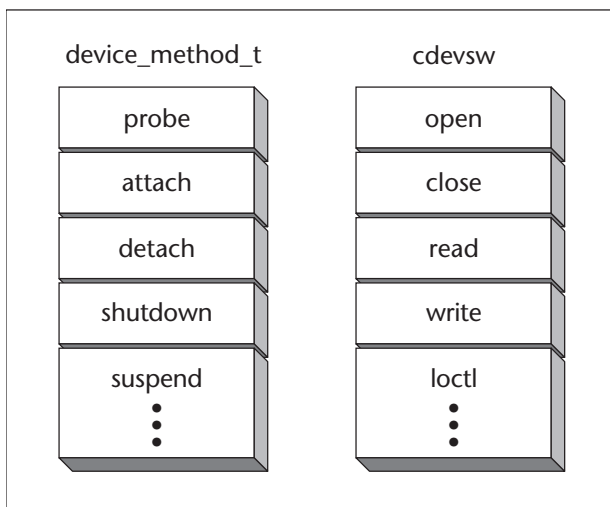 device_method_t
probe
attach
detach
shutdown
suspend
cdevsw
open
close
read
write
loctl